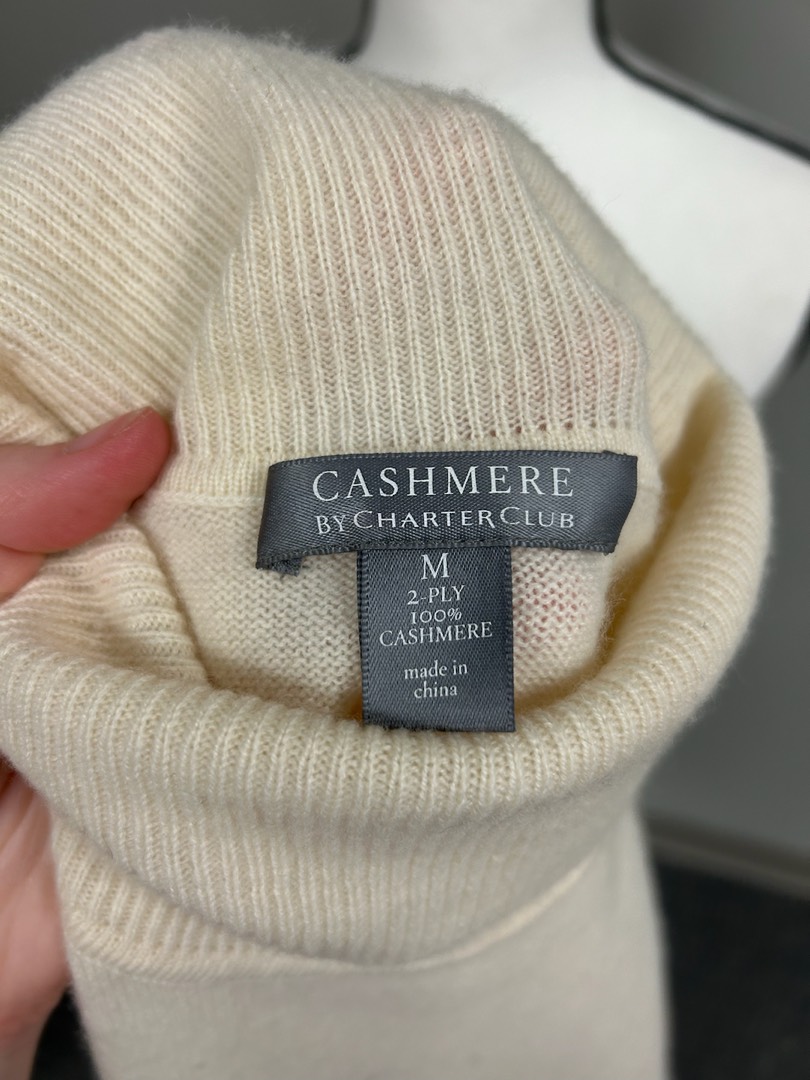 CASHMERE
BY CHARTER CLUB
M
2-PLY
100%
CASHMERE
made in
china